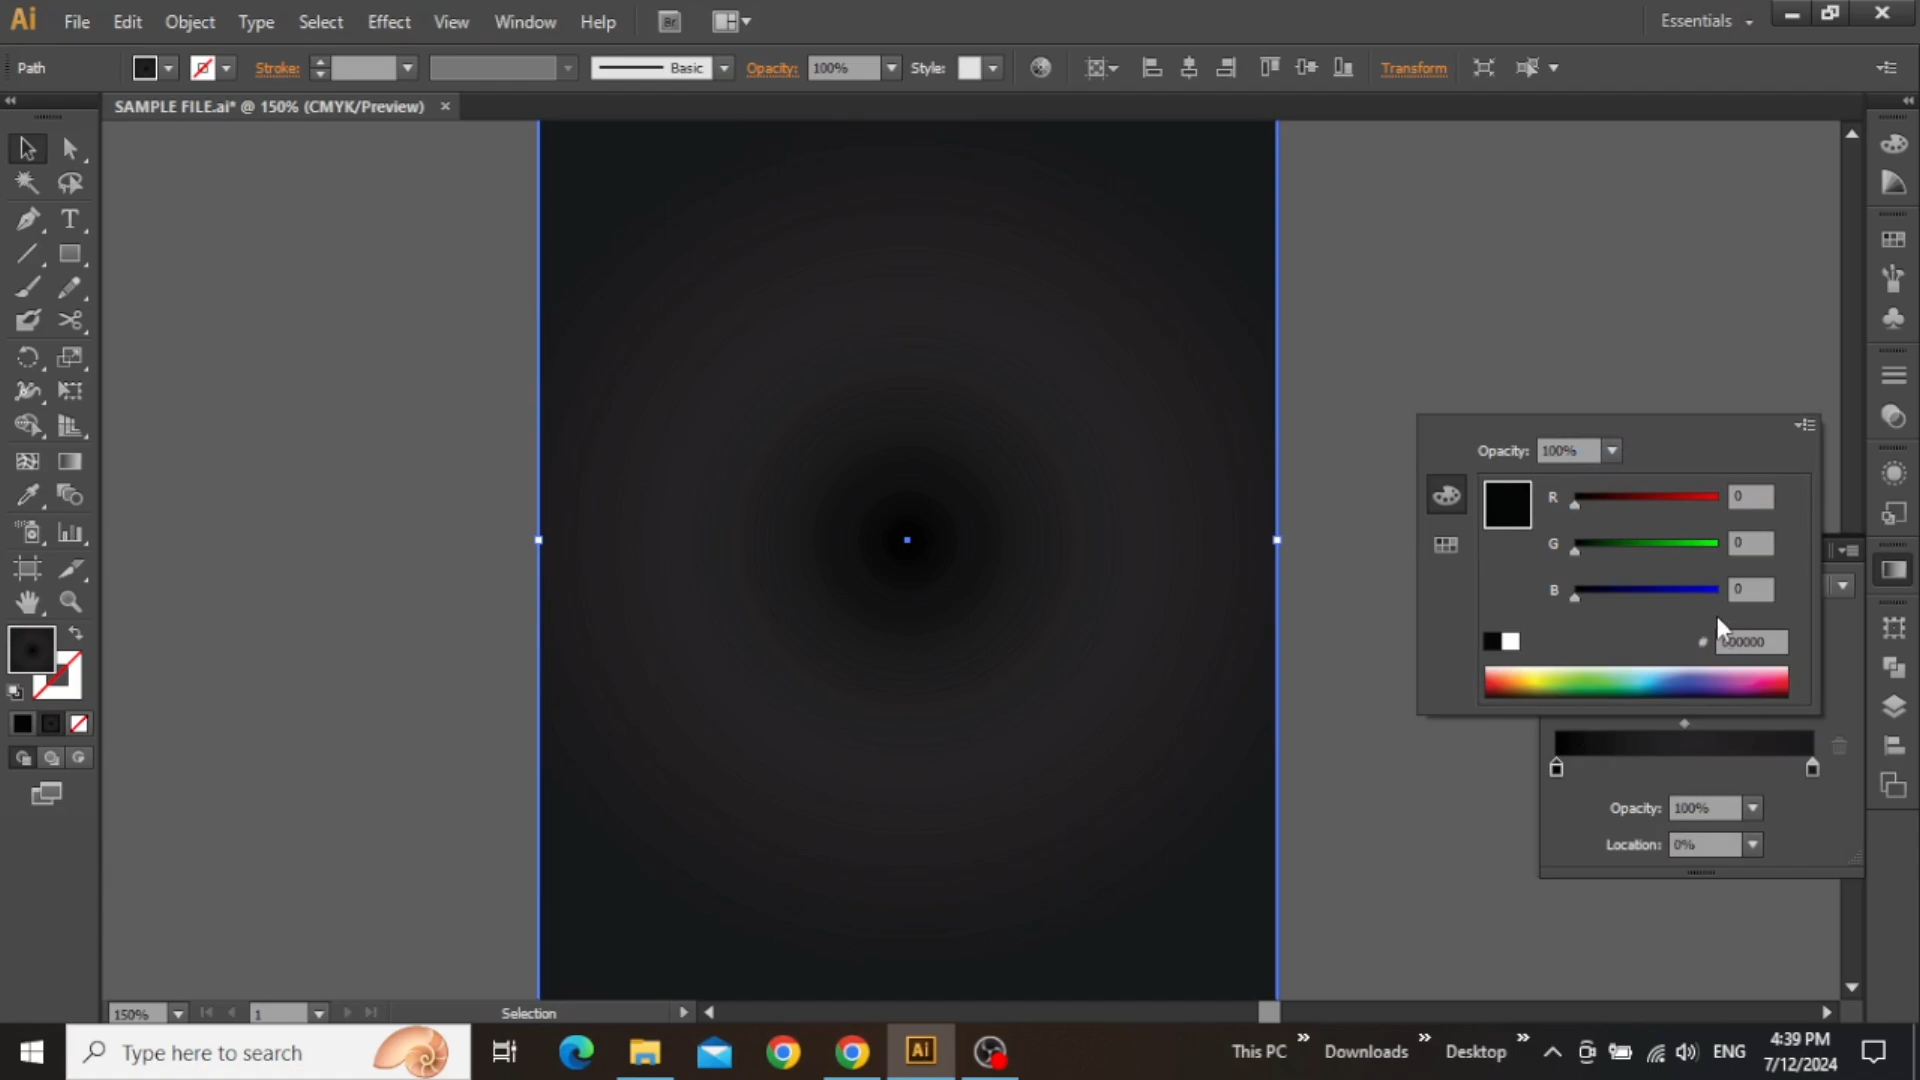 Ai File Edit Object Type Select Effect View Window Help Br Essentials
Path Stroke: Basic Opacity: 100% Style: Transform
SAMPLE FILE.ai* @ 150% (CMYK/Preview) ×
T
Opacity: 100%
R 0
G 0
B 0
Opacity: 100%
Location: 0%
150% 1 Selection
Type here to search Ai This PC Downloads Desktop ENG 4:39 PM
7/12/2024